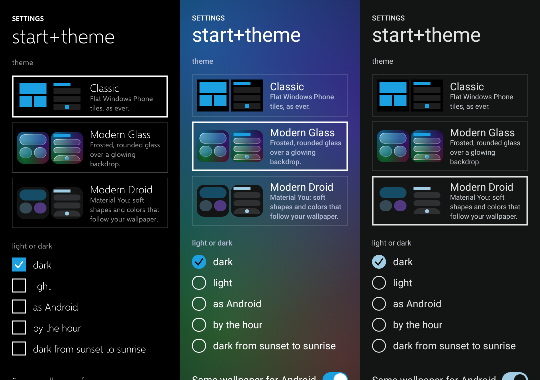 SETTINGS
start+theme
theme
Classic
Flat Windows Phone
tiles, as ever.
Modern Glass
Frosted, rounded glass
over a glowing
backdrop.
Modern Droid
Material You: soft
shapes and colors that
follow your wallpaper.
light or dark
dark
light
as Android
by the hour
dark from sunset to sunrise
SETTINGS
start+theme
theme
Classic
Flat Windows Phone
tiles, as ever.
Modern Glass
Frosted, rounded glass
over a glowing
backdrop.
Modern Droid
Material You: soft
shapes and colors that
follow your wallpaper.
light or dark
dark
light
as Android
by the hour
dark from sunset to sunrise
Same wallpaper for Android
SETTINGS
start+theme
theme
Classic
Flat Windows Phone
tiles, as ever.
Modern Glass
Frosted, rounded glass
over a glowing
backdrop.
Modern Droid
Material You: soft
shapes and colors that
follow your wallpaper.
light or dark
dark
light
as Android
by the hour
dark from sunset to sunrise
Same wallpaper for Android